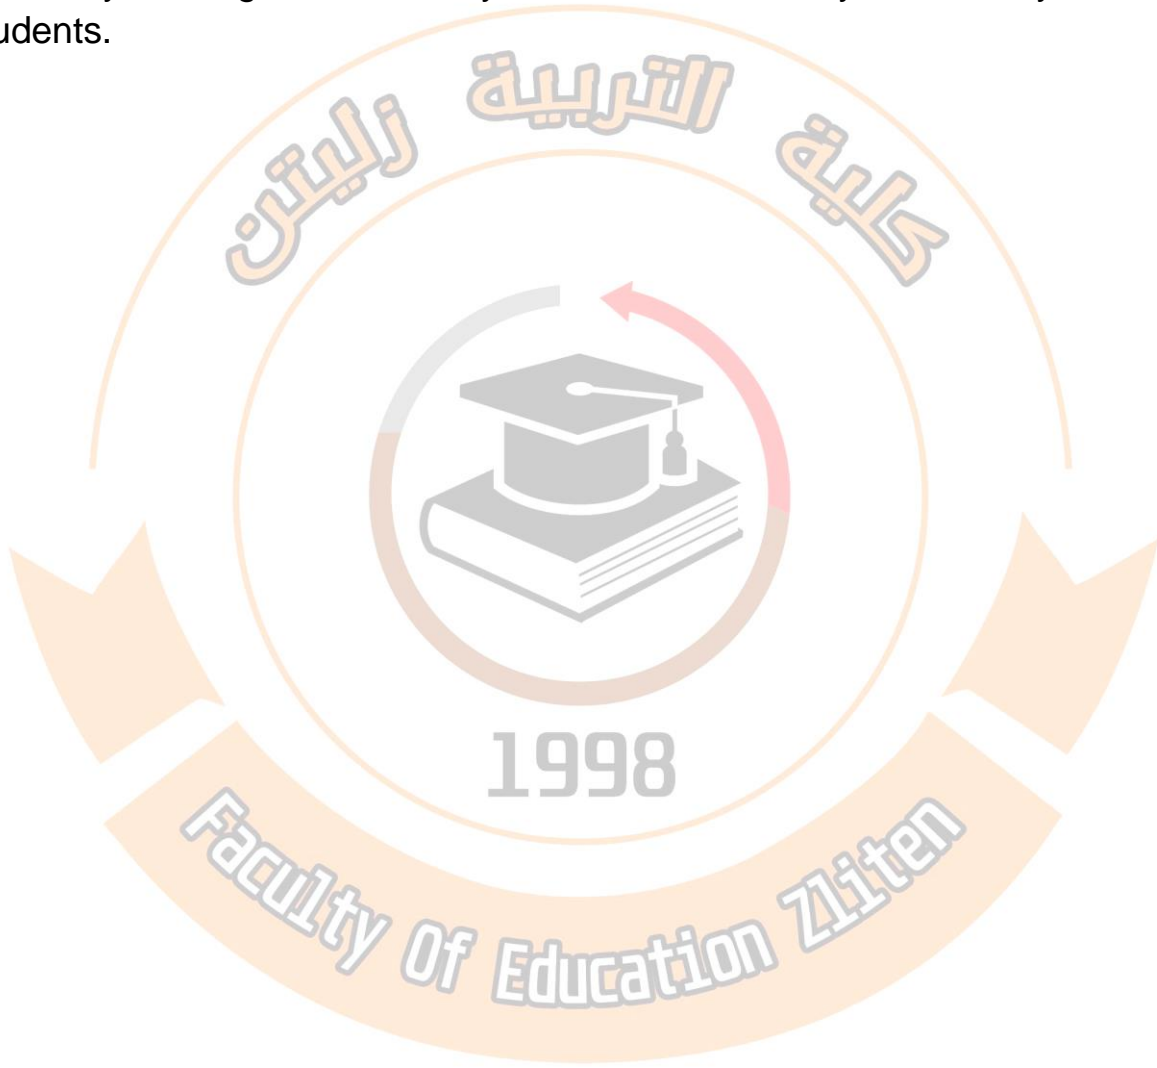 udents.
كلية التربية زليتن
1998
Faculty Of Education Zliten